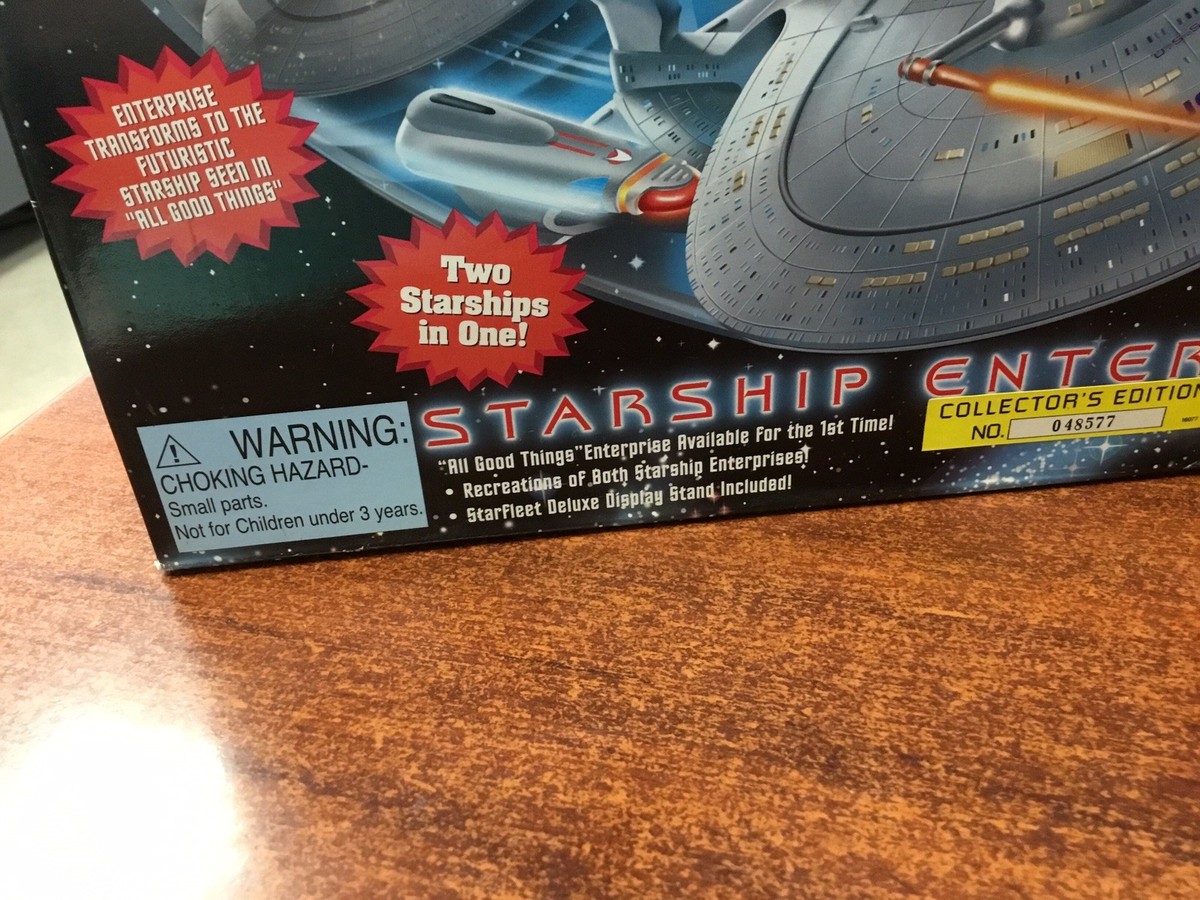 ENTERPRISE
TRANSFORMS TO THE
FUTURISTIC
STARSHIP SEEN IN
"ALL GOOD THINGS"
Two
Starships
in One!
STARSHIP ENTER
COLLECTOR'S EDITION
NO. 048577
"All Good Things" Enterprise Available For the 1st Time!
• Recreations of Both Starship Enterprises!
• Starfleet Deluxe Display Stand Included!
WARNING:
CHOKING HAZARD-
Small parts.
Not for Children under 3 years.